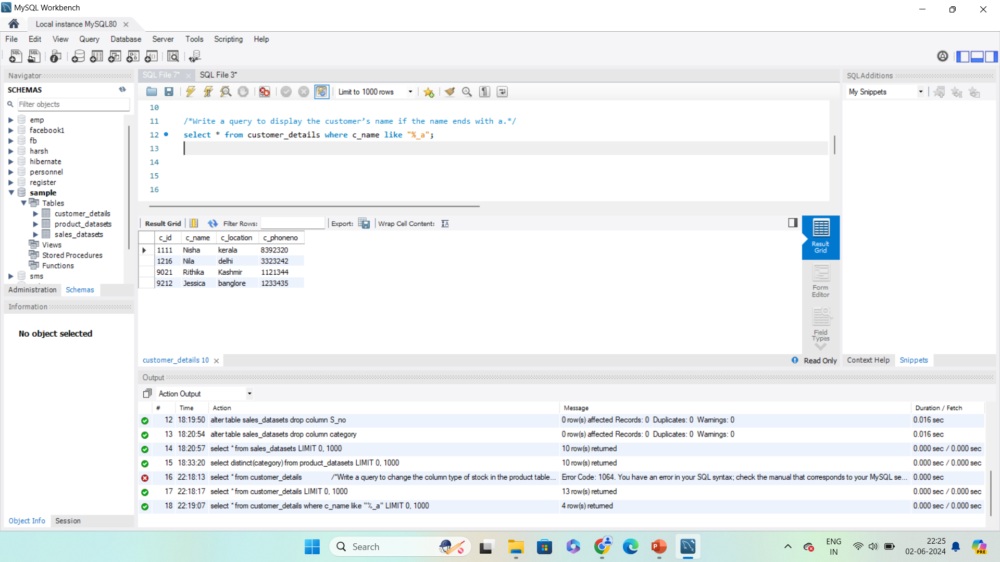 MySQL Workbench
Local instance MySQL80
File Edit View Query Database Server Tools Scripting Help
Navigator
SCHEMAS
Filter objects
emp
facebook1
fb
harsh
hibernate
personnel
register
sample
Tables
customer_details
product_datasets
sales_datasets
Views
Stored Procedures
Functions
sms
Administration Schemas
Information
No object selected
Object Info Session
SQL File 7* SQL File 3*
Limit to 1000 rows
10
11 /*Write a query to display the customer’s name if the name ends with a.*/
12 select * from customer_details where c_name like "%_a";
13
14
15
16
Result Grid Filter Rows: Export: Wrap Cell Content:
c_id c_name c_location c_phoneno
1111 Nisha kerala 8392320
1216 Nila delhi 3323242
9021 Rithika Kashmir 1121344
9212 Jessica banglore 1233435
Result Grid
Form Editor
Field Types
customer_details 10 Read Only
SQLAdditions
My Snippets
Context Help Snippets
Output
Action Output
# Time Action Message Duration / Fetch
12 18:19:50 alter table sales_datasets drop column S_no 0 row(s) affected Records: 0 Duplicates: 0 Warnings: 0 0.016 sec
13 18:20:54 alter table sales_datasets drop column category 0 row(s) affected Records: 0 Duplicates: 0 Warnings: 0 0.016 sec
14 18:20:57 select * from sales_datasets LIMIT 0, 1000 10 row(s) returned 0.000 sec / 0.000 sec
15 18:33:20 select distinct(category) from product_datasets LIMIT 0, 1000 10 row(s) returned 0.000 sec / 0.000 sec
16 22:18:13 select * from customer_details /*Write a query to change the column type of stock in the product table... Error Code: 1064. You have an error in your SQL syntax; check the manual that corresponds to your MySQL se... 0.000 sec
17 22:18:17 select * from customer_details LIMIT 0, 1000 13 row(s) returned 0.000 sec / 0.000 sec
18 22:19:07 select * from customer_details where c_name like "%_a" LIMIT 0, 1000 4 row(s) returned 0.000 sec / 0.000 sec
Search
ENG
IN
22:25
02-06-2024
PRE